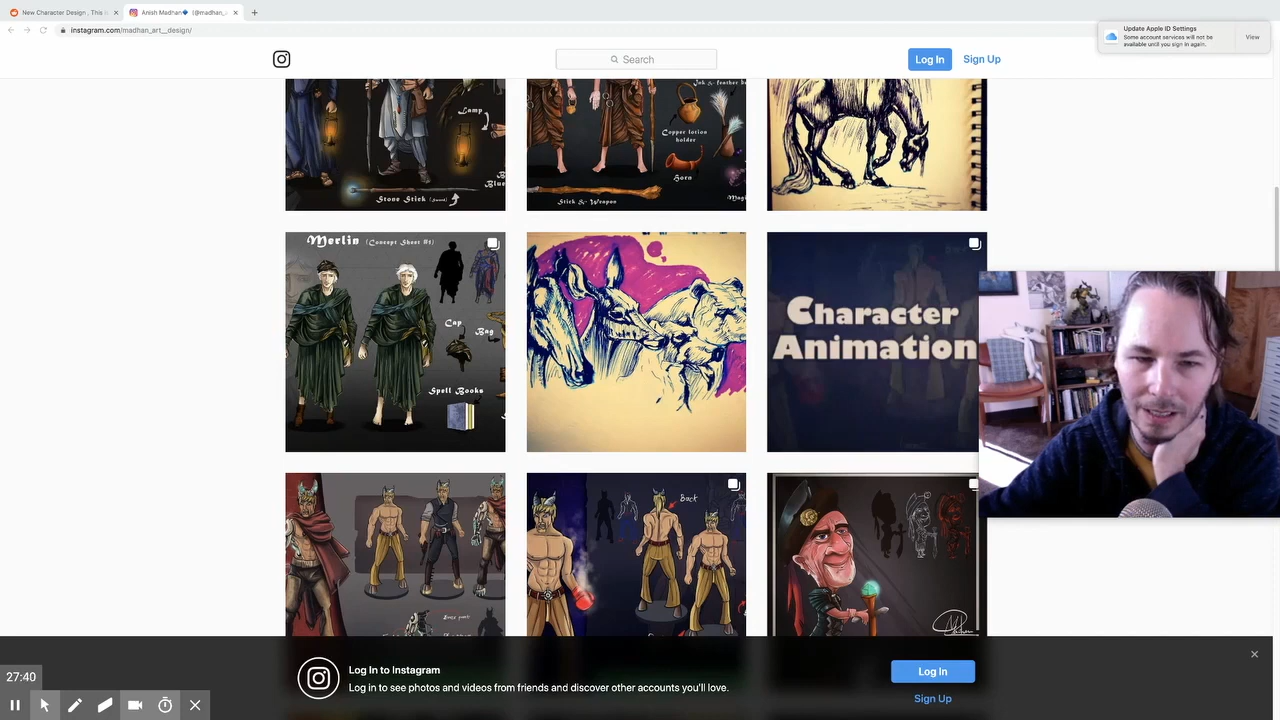 New Character Design , This is
Anish Madhan
(@madhan_
instagram.com/madhan_art__design/
Update Apple ID Settings
Some account services will not be
available until you sign in again.
View
Search
Log In
Sign Up
Lamp
Stone Stick
Copper lotion
holder
Horn
Stick & Weapon
Merlin (Concept Sheet #1)
Cap
Bag
Spell Books
Character
Animation
Back
Log In to Instagram
Log in to see photos and videos from friends and discover other accounts you'll love.
Log In
Sign Up
27:40